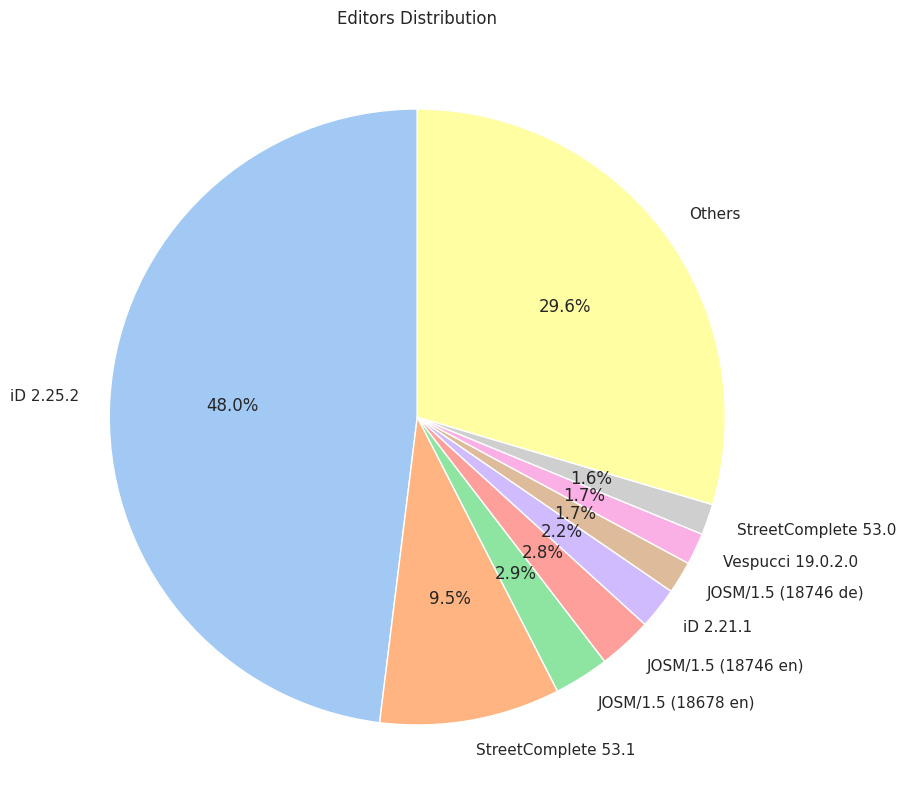 Editors Distribution
Others
29.6%
iD 2.25.2
48.0%
1.6%
1.7%
1.7%
2.2%
2.8%
2.9%
9.5%
StreetComplete 53.0
Vespucci 19.0.2.0
JOSM/1.5 (18746 de)
iD 2.21.1
JOSM/1.5 (18746 en)
JOSM/1.5 (18678 en)
StreetComplete 53.1